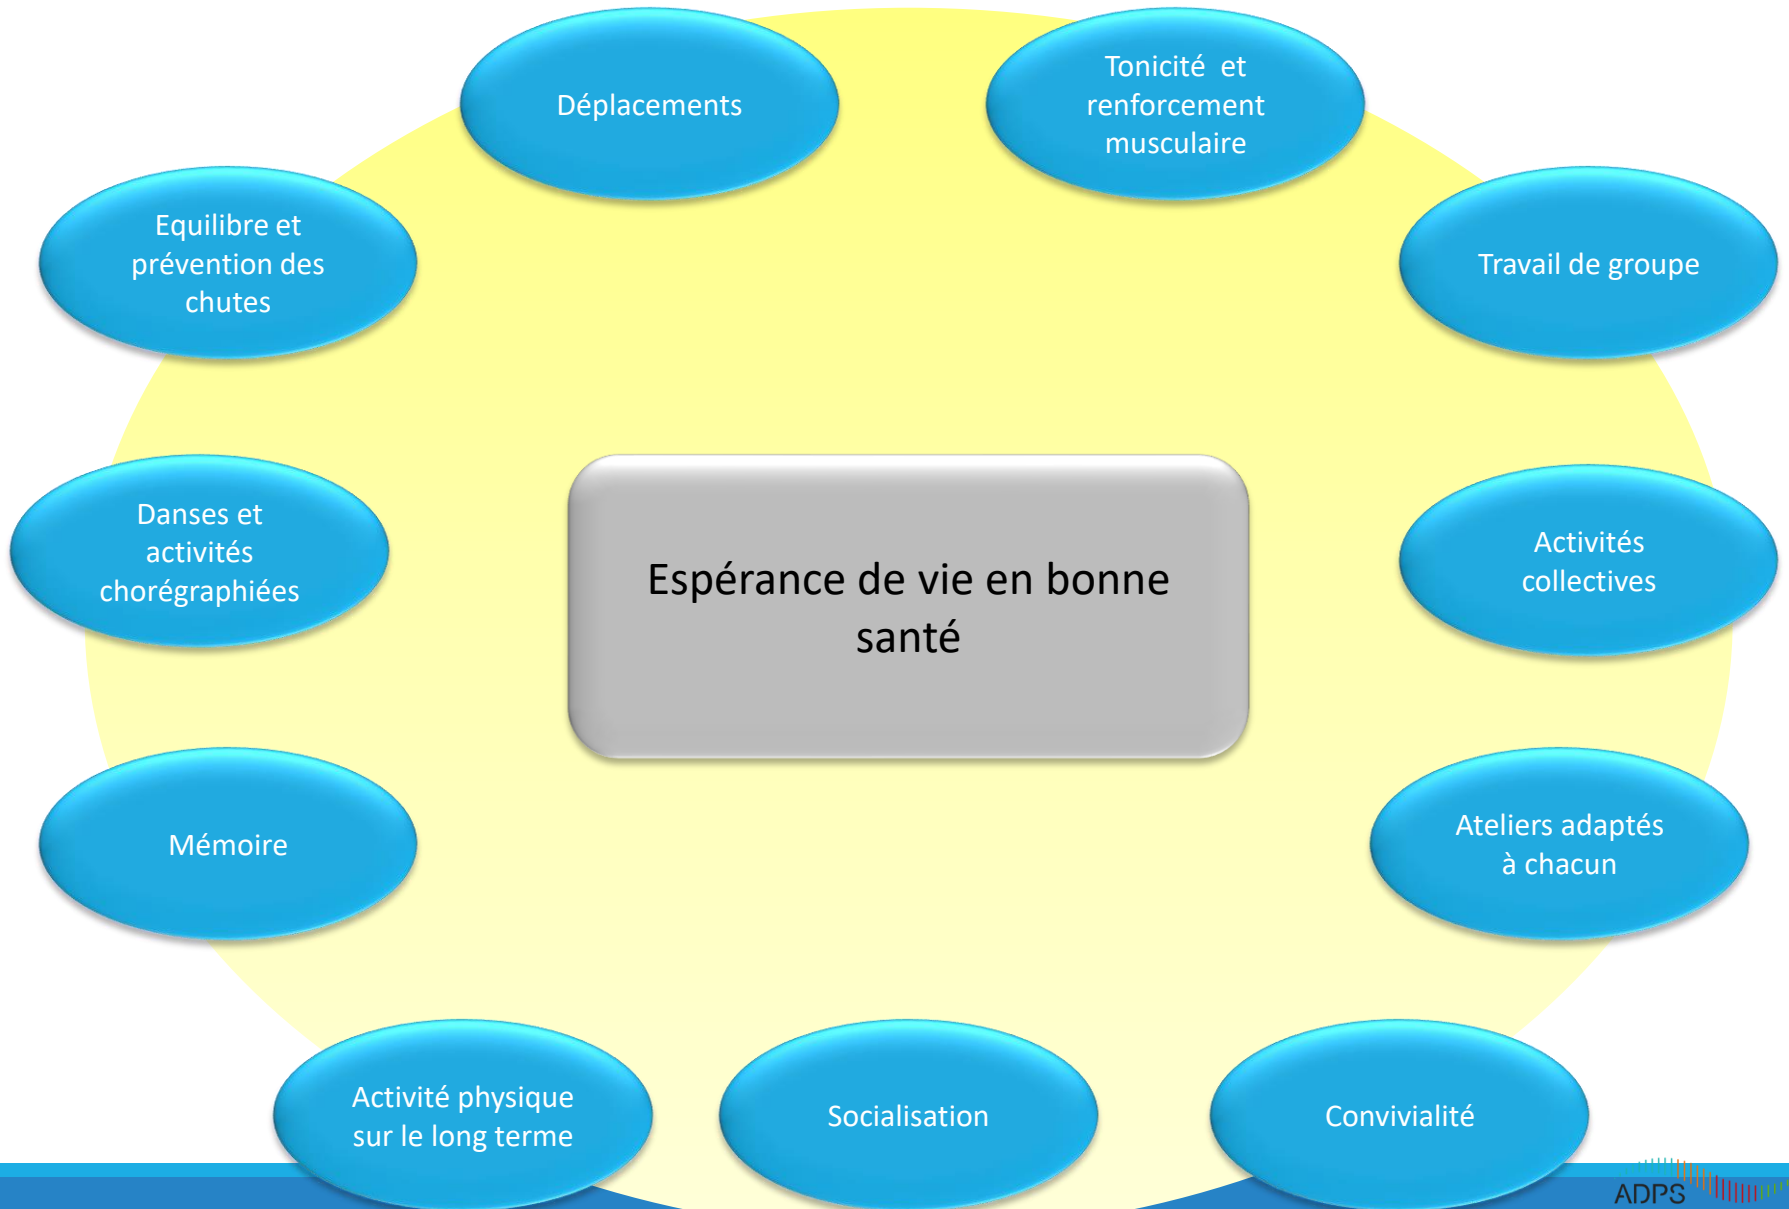 Déplacements
Tonicité et
renforcement
musculaire
Equilibre et
prévention des
chutes
Travail de groupe
Danses et
activités
chorégraphiées
Espérance de vie en bonne
santé
Activités
collectives
Mémoire
Ateliers adaptés
à chacun
Activité physique
sur le long terme
Socialisation
Convivialité
ADPS